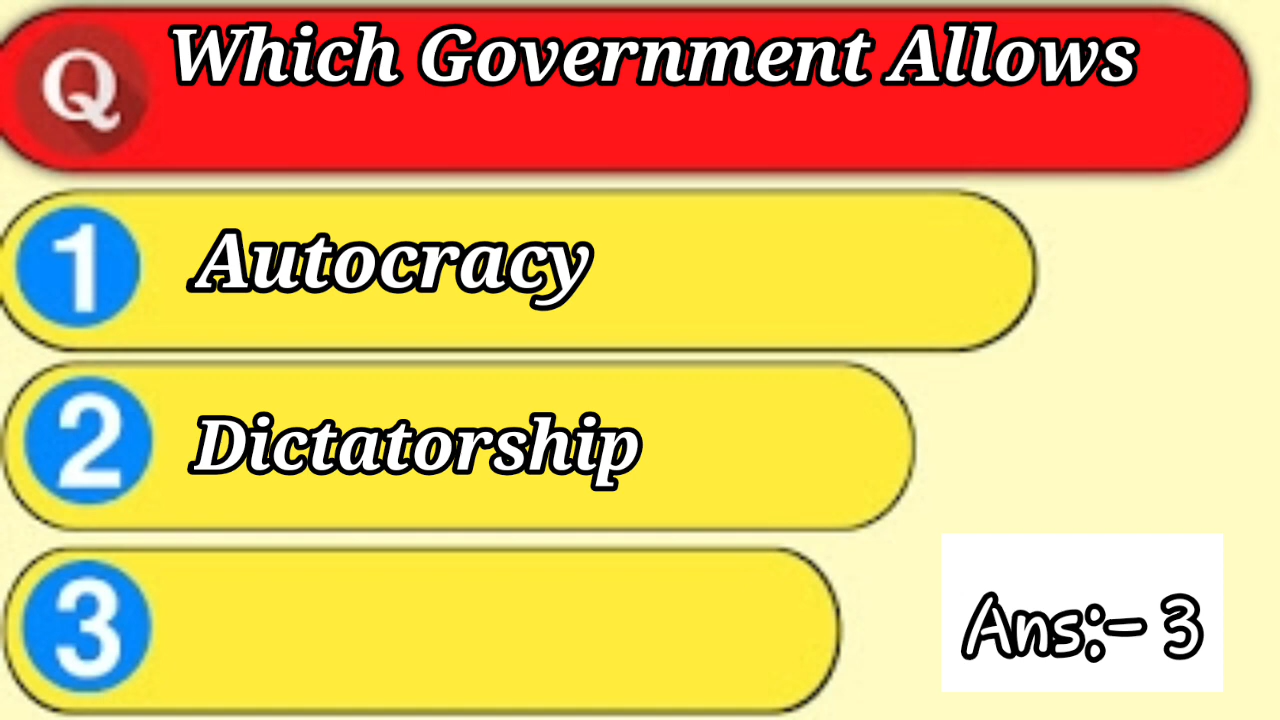 Q Which Government Allows
1 Autocracy
2 Dictatorship
3
Ans:- 3